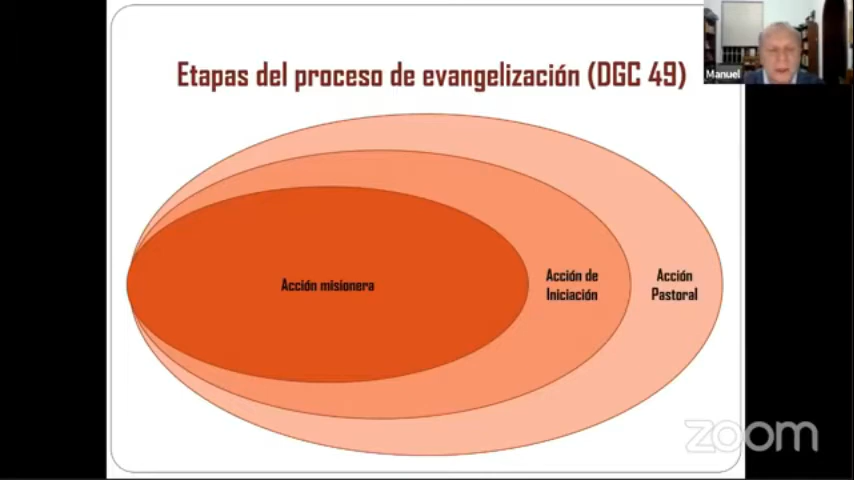 Etapas del proceso de evangelización (DGC 49)
Manuel
Acción misionera
Acción de
Iniciación
Acción
Pastoral
zoom